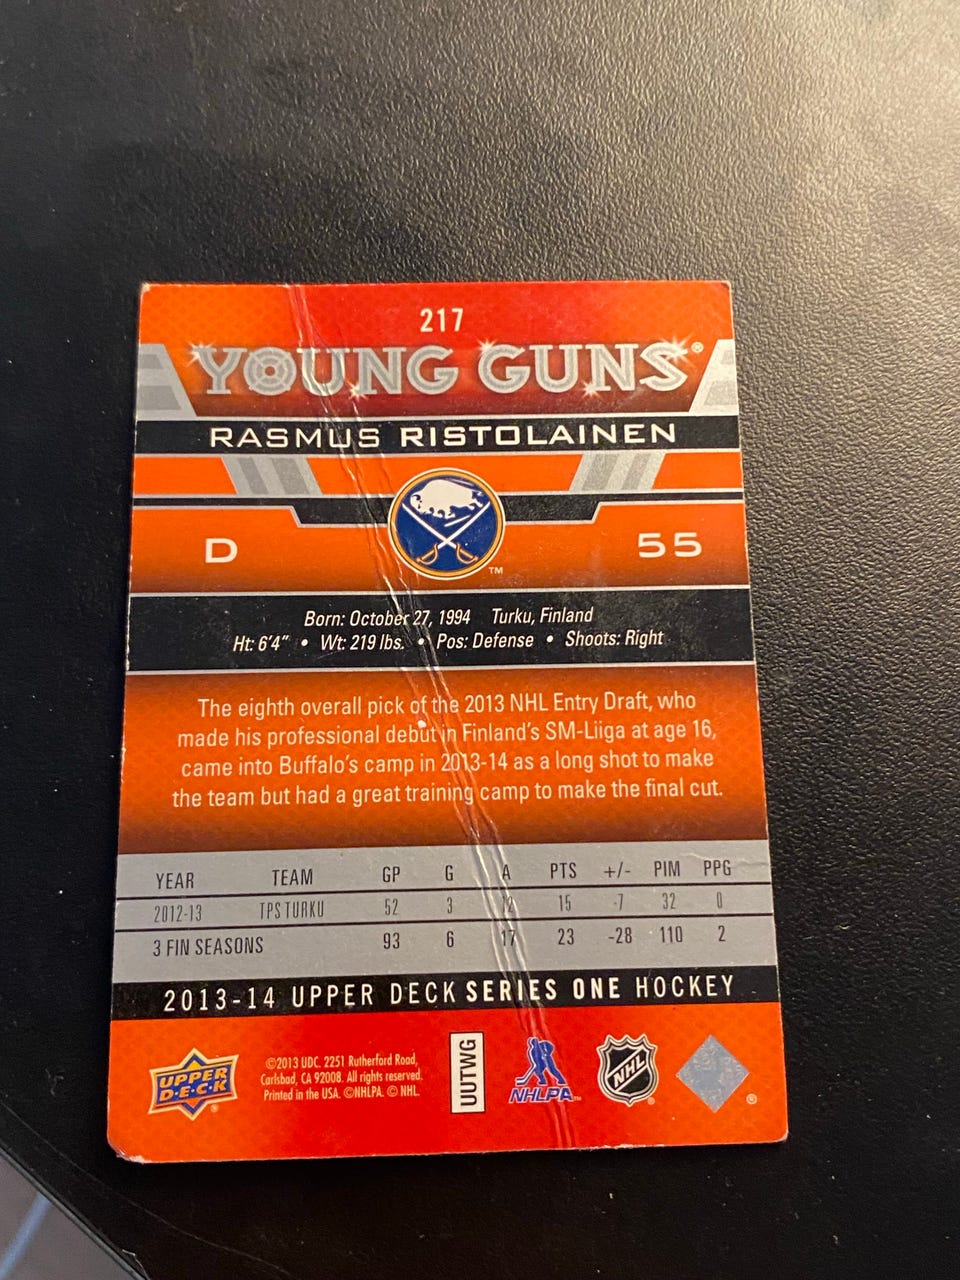 217
YOUNG GUNS®
RASMUS RISTOLAINEN
D
55
TM
Born: October 27, 1994 Turku, Finland
Ht: 6'4" • Wt: 219 lbs. • Pos: Defense • Shoots: Right
The eighth overall pick of the 2013 NHL Entry Draft, who
made his professional debut in Finland's SM-Liiga at age 16,
came into Buffalo's camp in 2013-14 as a long shot to make
the team but had a great training camp to make the final cut.
YEAR TEAM GP G A PTS +/- PIM PPG
2012-13 TPS TURKU 52 3 12 15 -7 32 0
3 FIN SEASONS 93 6 17 23 -28 110 2
2013-14 UPPER DECK SERIES ONE HOCKEY
UPPER
D·E·C·K®
©2013 UDC. 2251 Rutherford Road,
Carlsbad, CA 92008. All rights reserved.
Printed in the USA. ©NHLPA. © NHL.
UUTWG
NHLPA™
NHL®
®